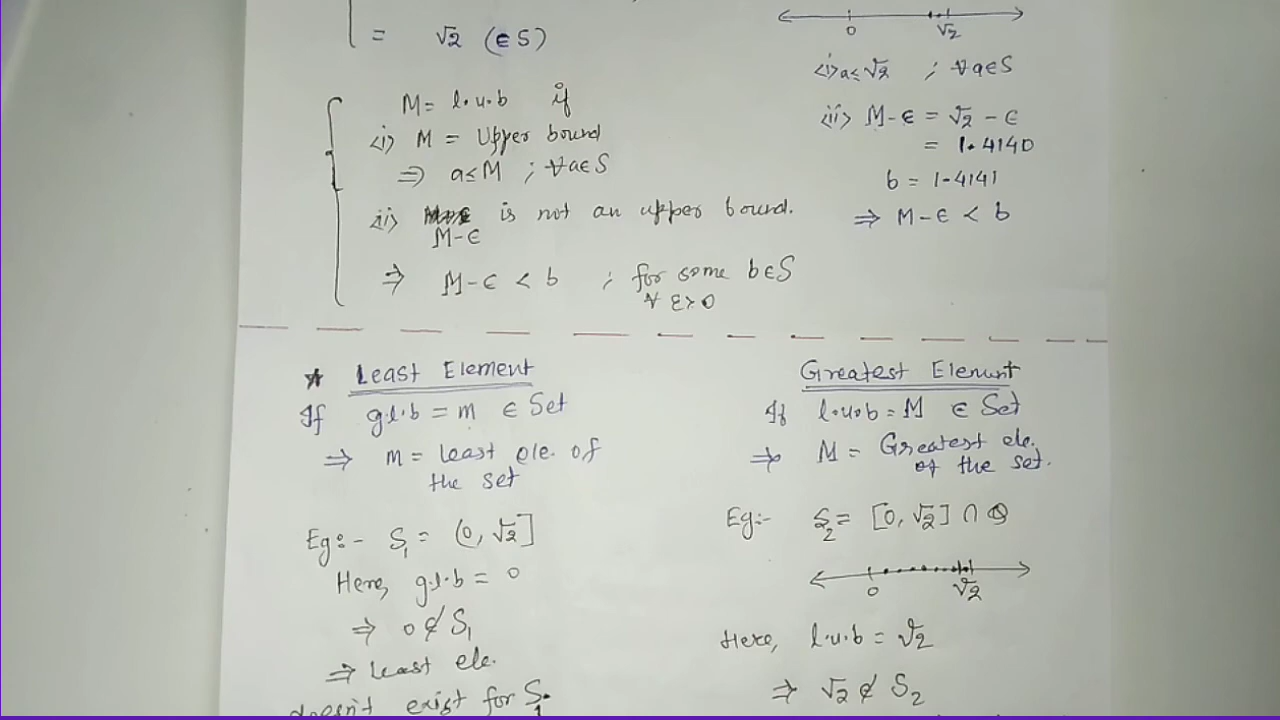 = √2 (∈ S)
M = l.u.b if
(i) M = Upper bound
⇒ a ≤ M ; ∀ a ∈ S
(ii) is not an upper bound.
M-ϵ
⇒ M-ϵ < b ; for some b ∈ S
∀ ε > 0
0 √2
(i) a ≤ √2 ; ∀ a ∈ S
(ii) M-ϵ = √2 - ϵ
= 1.4140
b = 1.4141
⇒ M-ϵ < b
* Least Element
If g.l.b = m ∈ Set
⇒ m = least ele. of
the set
Eg:- S₁ = (0, √2]
Here, g.l.b = 0
⇒ 0 ∉ S₁
⇒ Least ele.
doesn't exist for S₁.
Greatest Element
If l.u.b = M ∈ Set
⇒ M = Greatest ele.
of the set.
Eg:- S₂ = [0, √2] ∩ Q
0 √2
Here, l.u.b = √2
⇒ √2 ∉ S₂